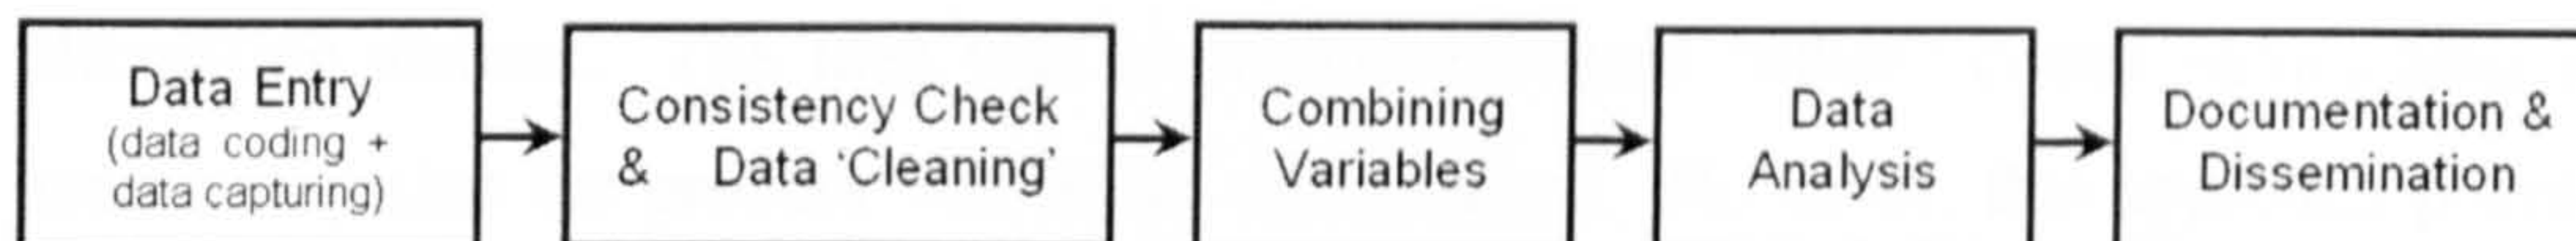 Data Entry
(data coding +
data capturing)
Consistency Check
& Data ‘Cleaning’
Combining
Variables
Data
Analysis
Documentation &
Dissemination